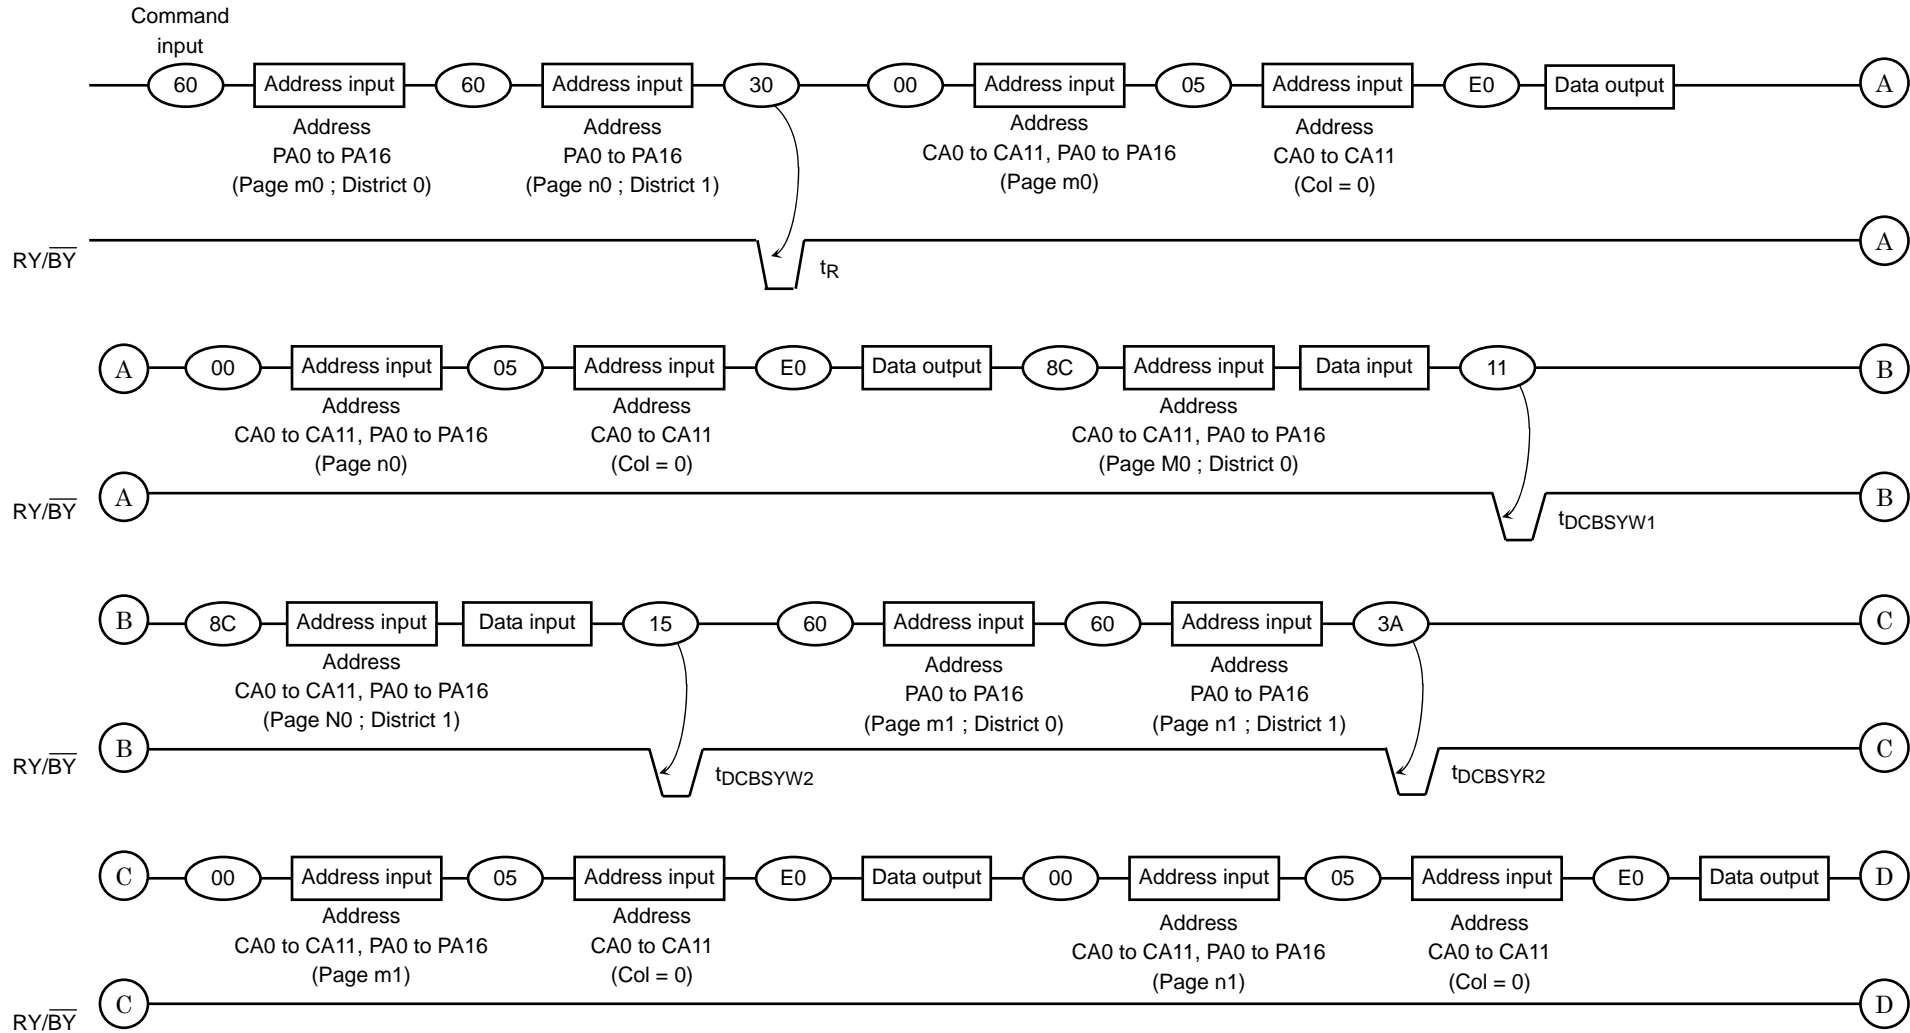 Command
input
60 Address input 60 Address input 30 00 Address input 05 Address input E0 Data output A
Address
PA0 to PA16
(Page m0 ; District 0)
Address
PA0 to PA16
(Page n0 ; District 1)
Address
CA0 to CA11, PA0 to PA16
(Page m0)
Address
CA0 to CA11
(Col = 0)
RY/BY A
tR
A 00 Address input 05 Address input E0 Data output 8C Address input Data input 11 B
Address
CA0 to CA11, PA0 to PA16
(Page n0)
Address
CA0 to CA11
(Col = 0)
Address
CA0 to CA11, PA0 to PA16
(Page M0 ; District 0)
RY/BY A B
tDCBSYW1
B 8C Address input Data input 15 60 Address input 60 Address input 3A C
Address
CA0 to CA11, PA0 to PA16
(Page N0 ; District 1)
Address
PA0 to PA16
(Page m1 ; District 0)
Address
PA0 to PA16
(Page n1 ; District 1)
RY/BY B C
tDCBSYW2
tDCBSYR2
C 00 Address input 05 Address input E0 Data output 00 Address input 05 Address input E0 Data output D
Address
CA0 to CA11, PA0 to PA16
(Page m1)
Address
CA0 to CA11
(Col = 0)
Address
CA0 to CA11, PA0 to PA16
(Page n1)
Address
CA0 to CA11
(Col = 0)
RY/BY C D